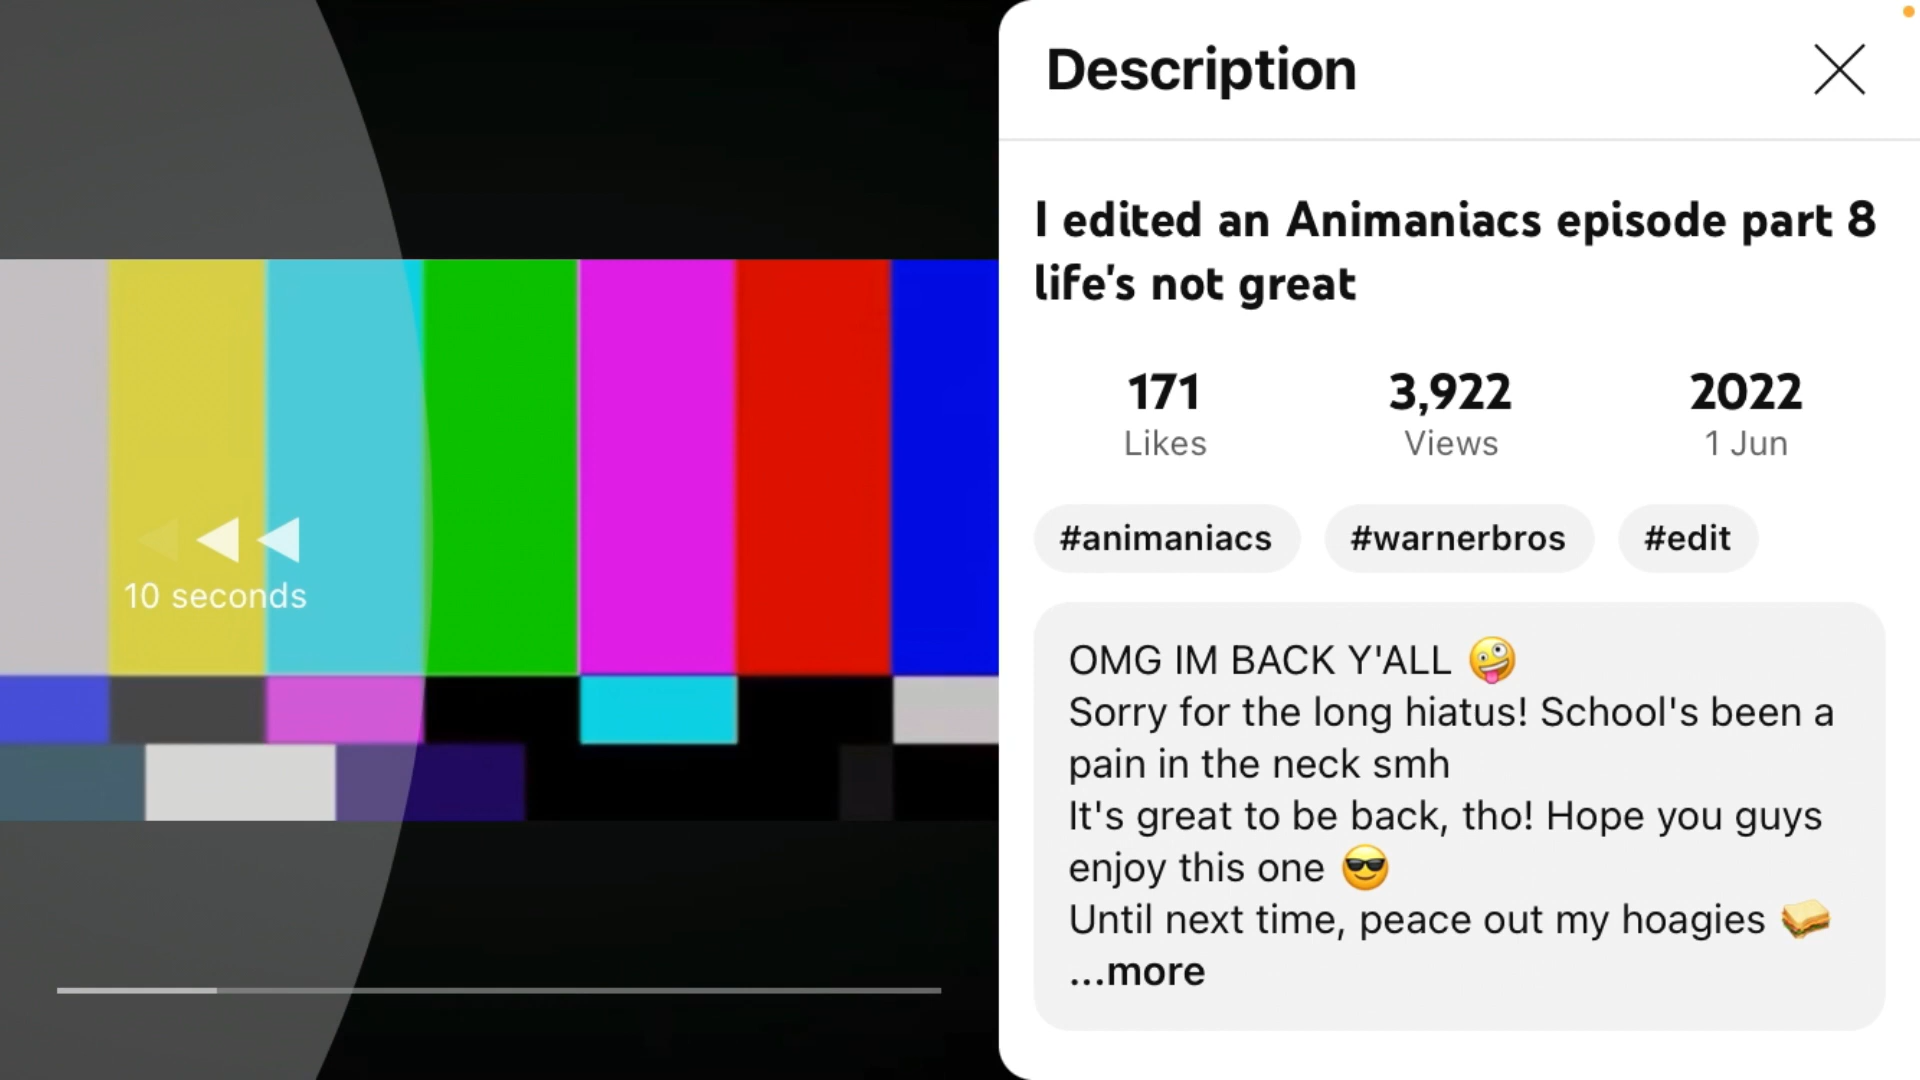 10 seconds
Description
I edited an Animaniacs episode part 8
life's not great
171
Likes
3,922
Views
2022
1 Jun
#animaniacs
#warnerbros
#edit
OMG IM BACK Y'ALL 🤪
Sorry for the long hiatus! School's been a
pain in the neck smh
It's great to be back, tho! Hope you guys
enjoy this one 😎
Until next time, peace out my hoagies 🥪
...more